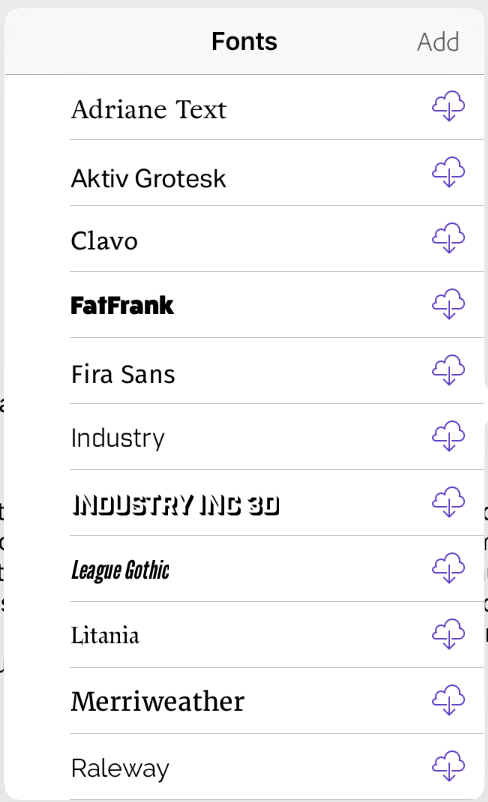 Fonts Add
Adriane Text
Aktiv Grotesk
Clavo
FatFrank
Fira Sans
Industry
INDUSTRY INC 3D
League Gothic
Litania
Merriweather
Raleway